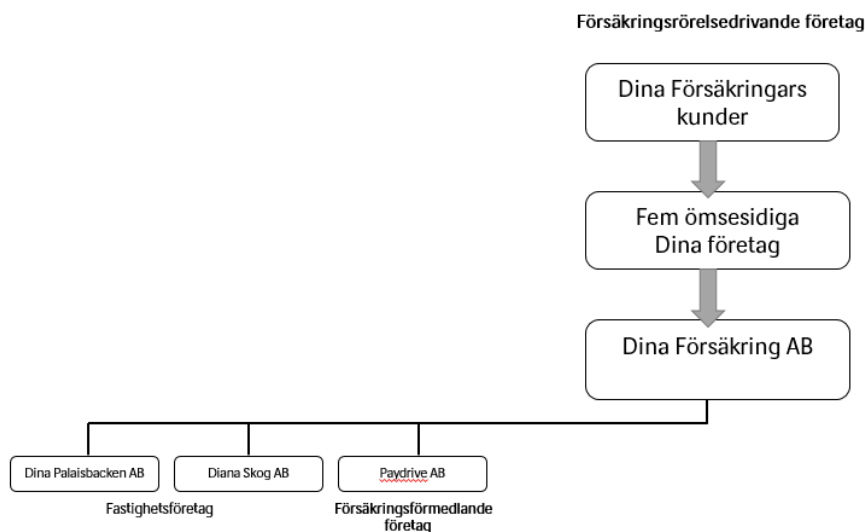 Försäkringsrörelsedrivande företag
Dina Försäkringars
kunder
Fem ömsesidiga
Dina företag
Dina Försäkring AB
Dina Palaisbacken AB
Diana Skog AB
Paydrive AB
Fastighetsföretag
Försäkringsförmedlande
företag